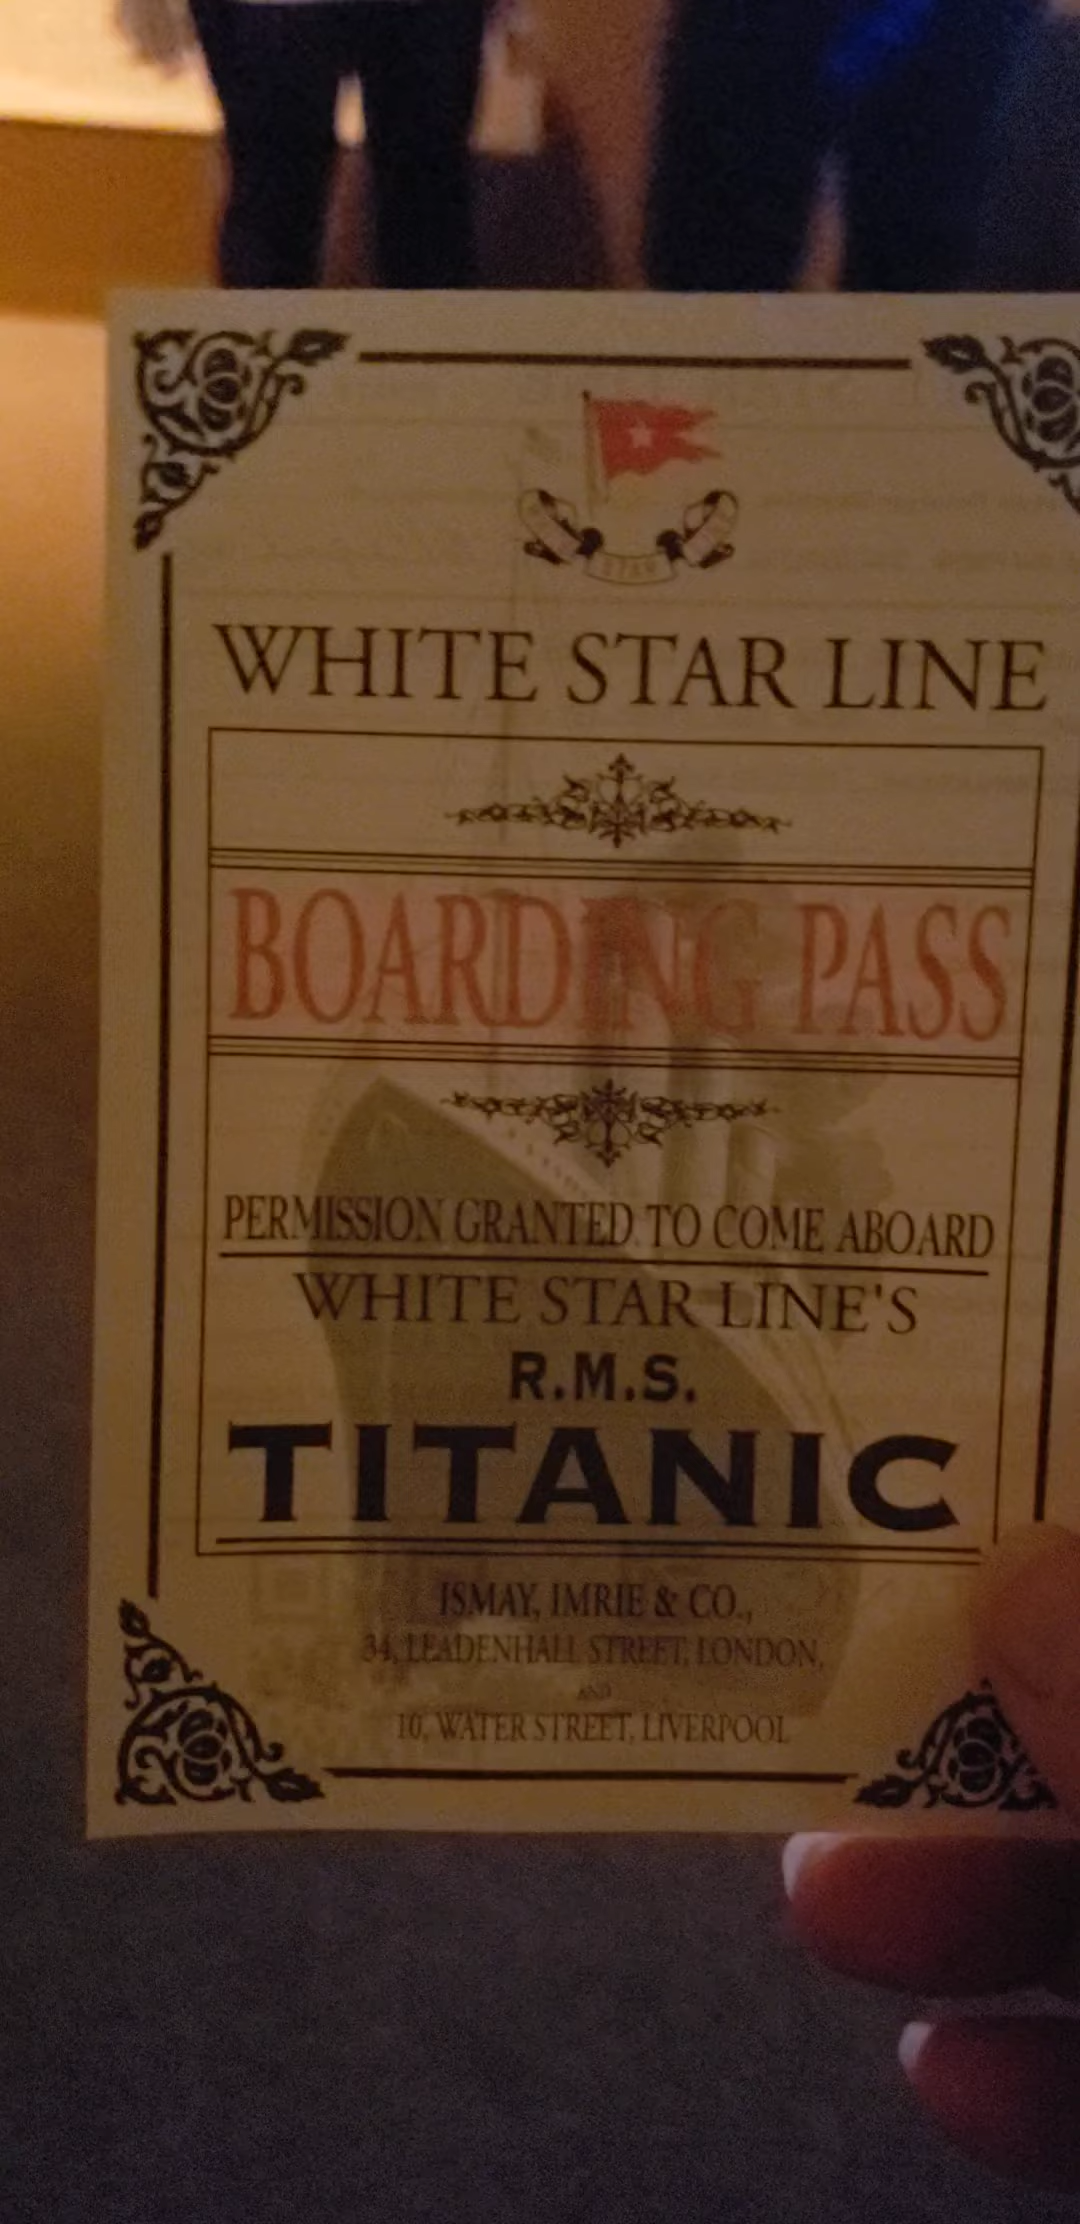 STAR
WHITE STAR LINE
BOARDING PASS
PERMISSION GRANTED TO COME ABOARD
WHITE STAR LINE'S
R.M.S.
TITANIC
ISMAY, IMRIE & CO.,
34, LEADENHALL STREET, LONDON,
AND
10, WATER STREET, LIVERPOOL